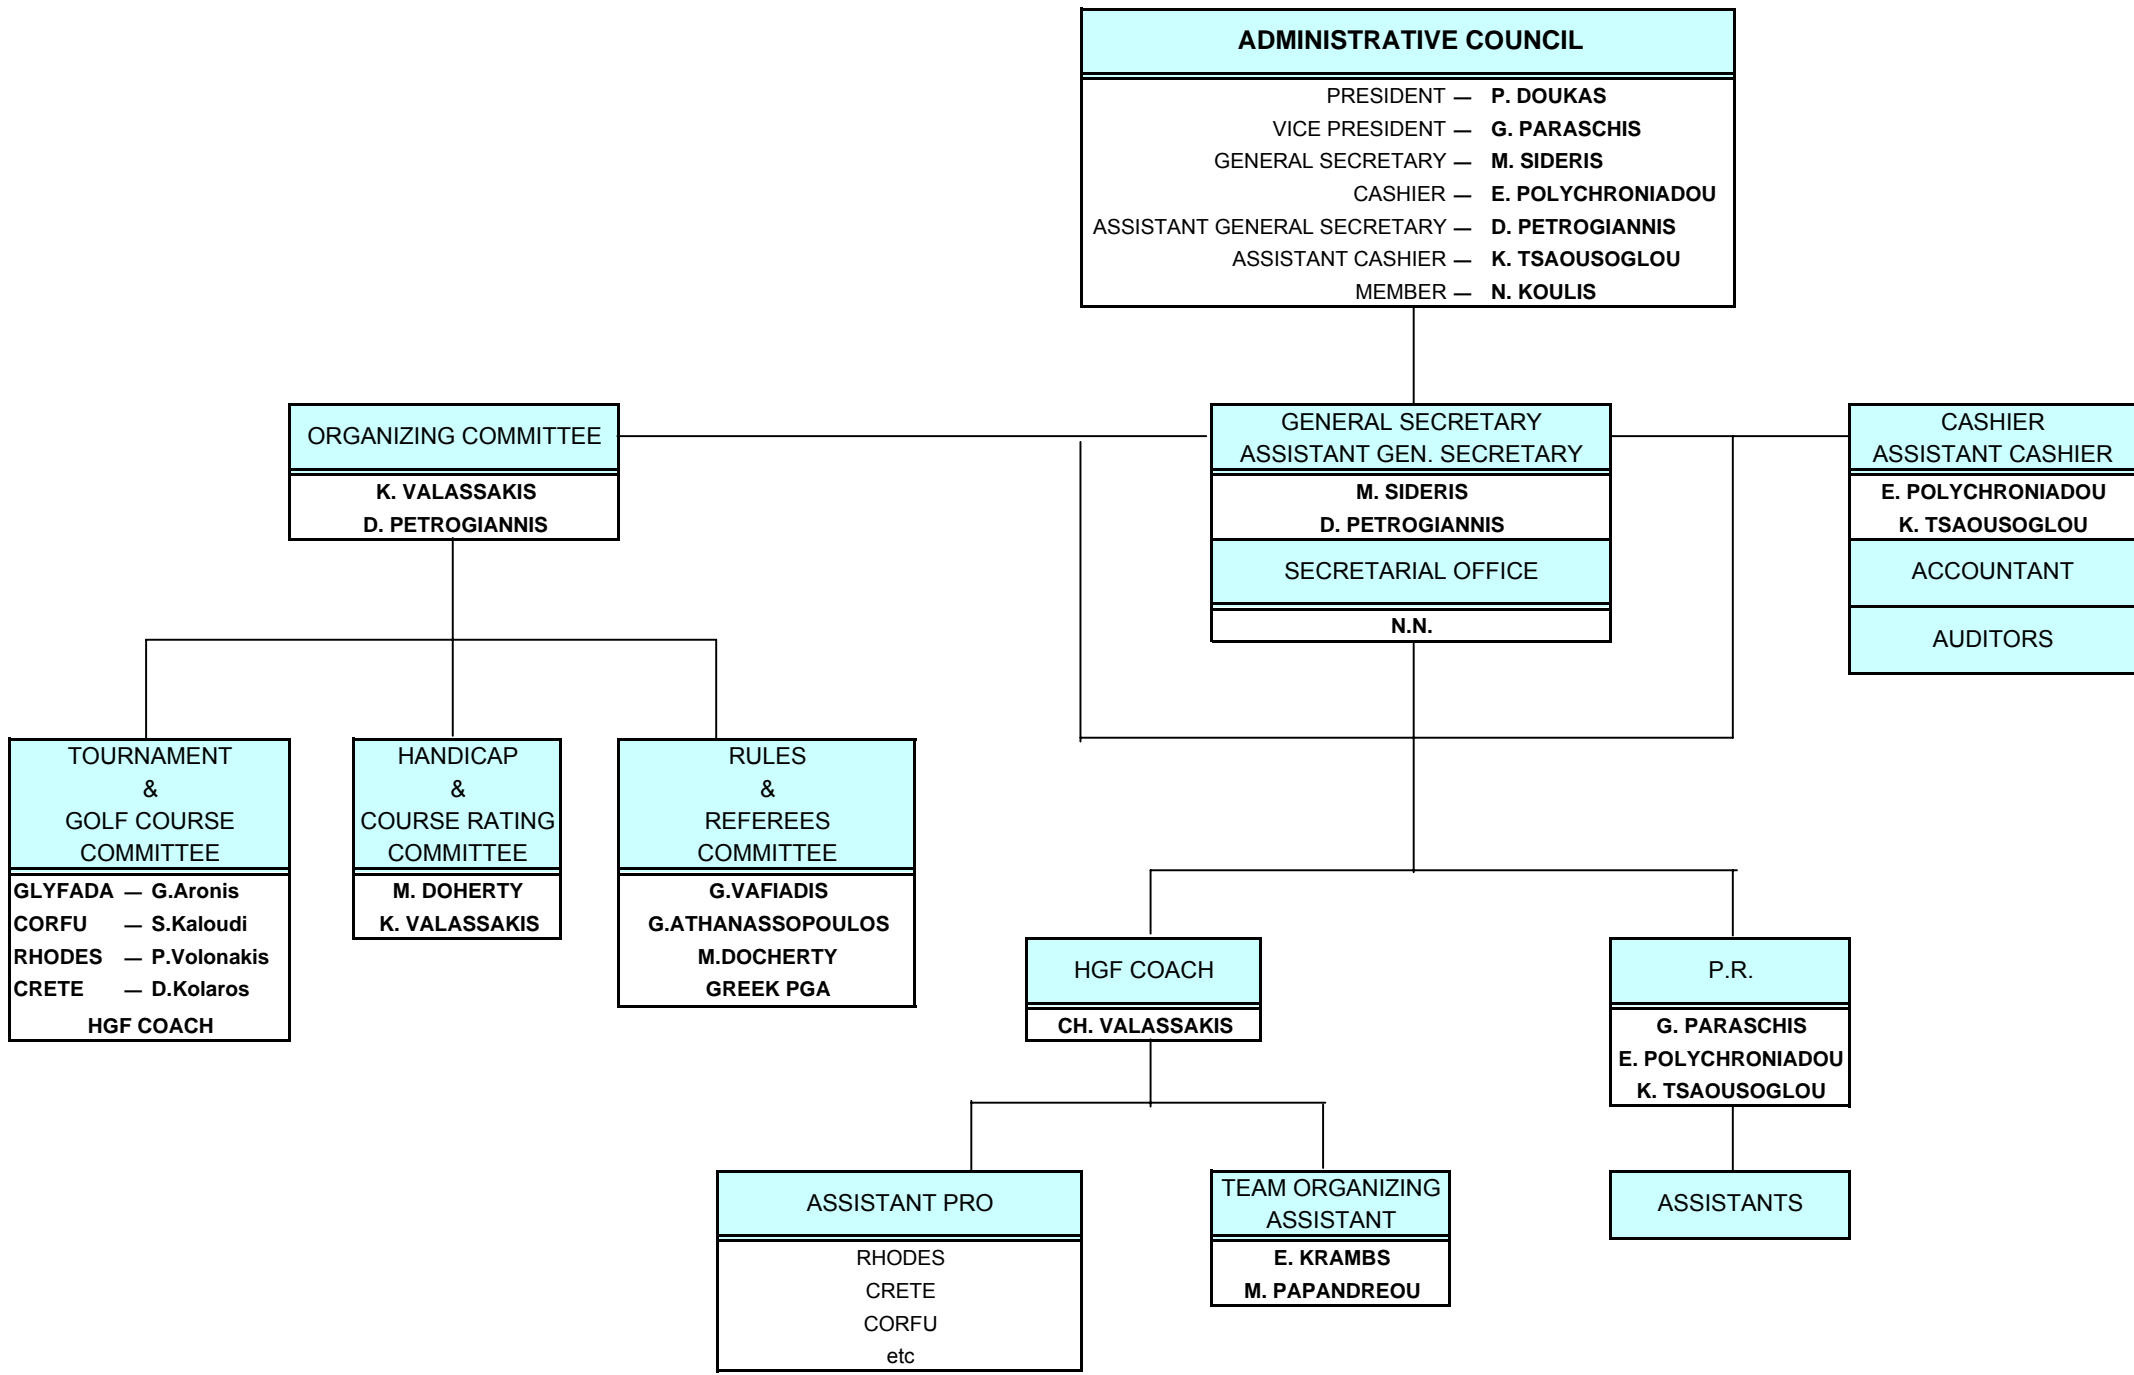 ADMINISTRATIVE COUNCIL
PRESIDENT — P. DOUKAS
VICE PRESIDENT — G. PARASCHIS
GENERAL SECRETARY — M. SIDERIS
CASHIER — E. POLYCHRONIADOU
ASSISTANT GENERAL SECRETARY — D. PETROGIANNIS
ASSISTANT CASHIER — K. TSAOUSOGLOU
MEMBER — N. KOULIS
ORGANIZING COMMITTEE
K. VALASSAKIS
D. PETROGIANNIS
GENERAL SECRETARY
ASSISTANT GEN. SECRETARY
M. SIDERIS
D. PETROGIANNIS
SECRETARIAL OFFICE
N.N.
CASHIER
ASSISTANT CASHIER
E. POLYCHRONIADOU
K. TSAOUSOGLOU
ACCOUNTANT
AUDITORS
TOURNAMENT
&
GOLF COURSE
COMMITTEE
GLYFADA — G.Aronis
CORFU — S.Kaloudi
RHODES — P.Volonakis
CRETE — D.Kolaros
HGF COACH
HANDICAP
&
COURSE RATING
COMMITTEE
M. DOHERTY
K. VALASSAKIS
RULES
&
REFEREES
COMMITTEE
G.VAFIADIS
G.ATHANASSOPOULOS
M.DOCHERTY
GREEK PGA
HGF COACH
CH. VALASSAKIS
P.R.
G. PARASCHIS
E. POLYCHRONIADOU
K. TSAOUSOGLOU
ASSISTANT PRO
RHODES
CRETE
CORFU
etc
TEAM ORGANIZING
ASSISTANT
E. KRAMBS
M. PAPANDREOU
ASSISTANTS